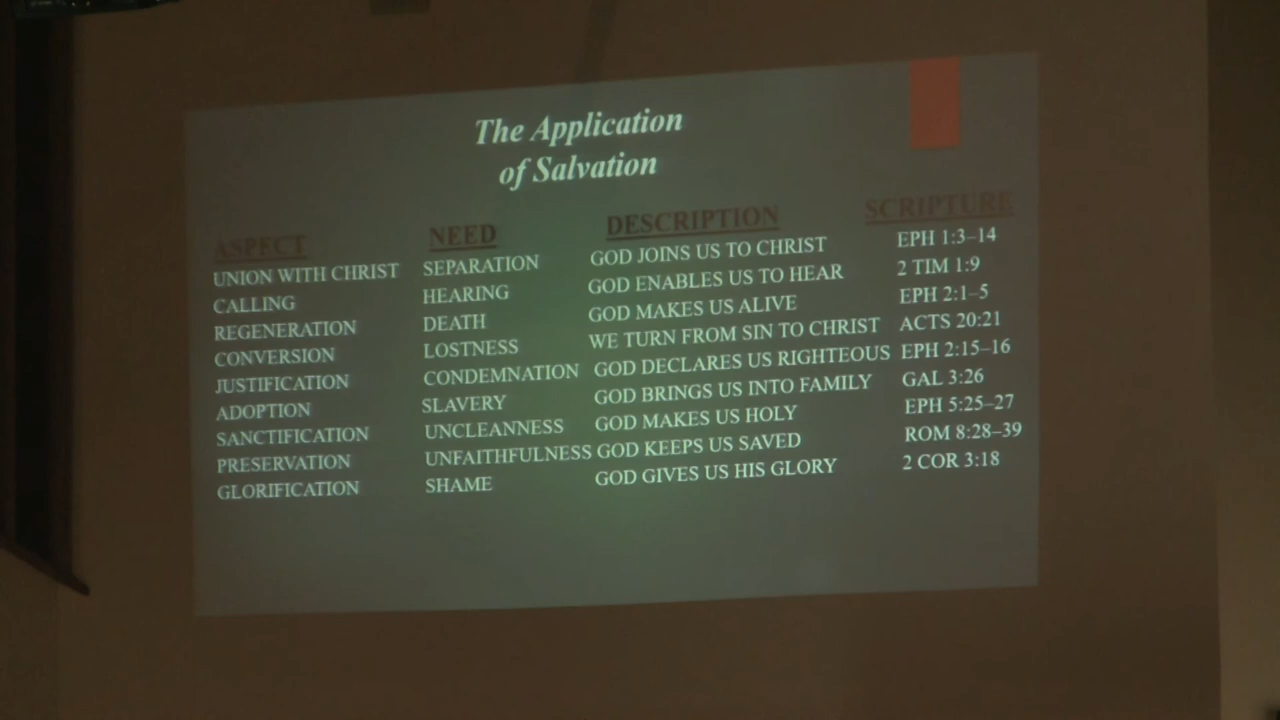 The Application
of Salvation
ASPECT NEED DESCRIPTION SCRIPTURE
UNION WITH CHRIST SEPARATION GOD JOINS US TO CHRIST EPH 1:3–14
CALLING HEARING GOD ENABLES US TO HEAR 2 TIM 1:9
REGENERATION DEATH GOD MAKES US ALIVE EPH 2:1–5
CONVERSION LOSTNESS WE TURN FROM SIN TO CHRIST ACTS 20:21
JUSTIFICATION CONDEMNATION GOD DECLARES US RIGHTEOUS EPH 2:15–16
ADOPTION SLAVERY GOD BRINGS US INTO FAMILY GAL 3:26
SANCTIFICATION UNCLEANNESS GOD MAKES US HOLY EPH 5:25–27
PRESERVATION UNFAITHFULNESS GOD KEEPS US SAVED ROM 8:28–39
GLORIFICATION SHAME GOD GIVES US HIS GLORY 2 COR 3:18